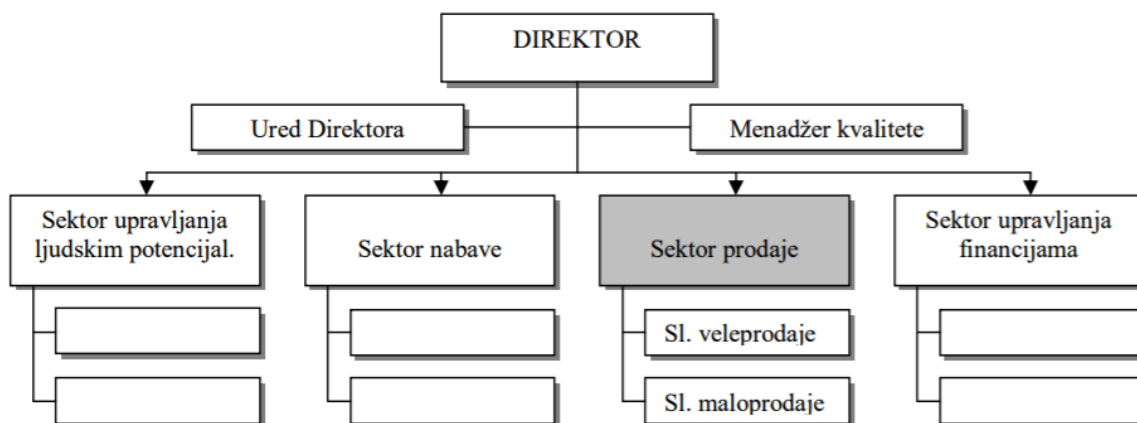 DIREKTOR
Ured Direktora
Menadžer kvalitete
Sektor upravljanja
ljudskim potencijal.
Sektor nabave
Sektor prodaje
Sektor upravljanja
financijama
Sl. veleprodaje
Sl. maloprodaje